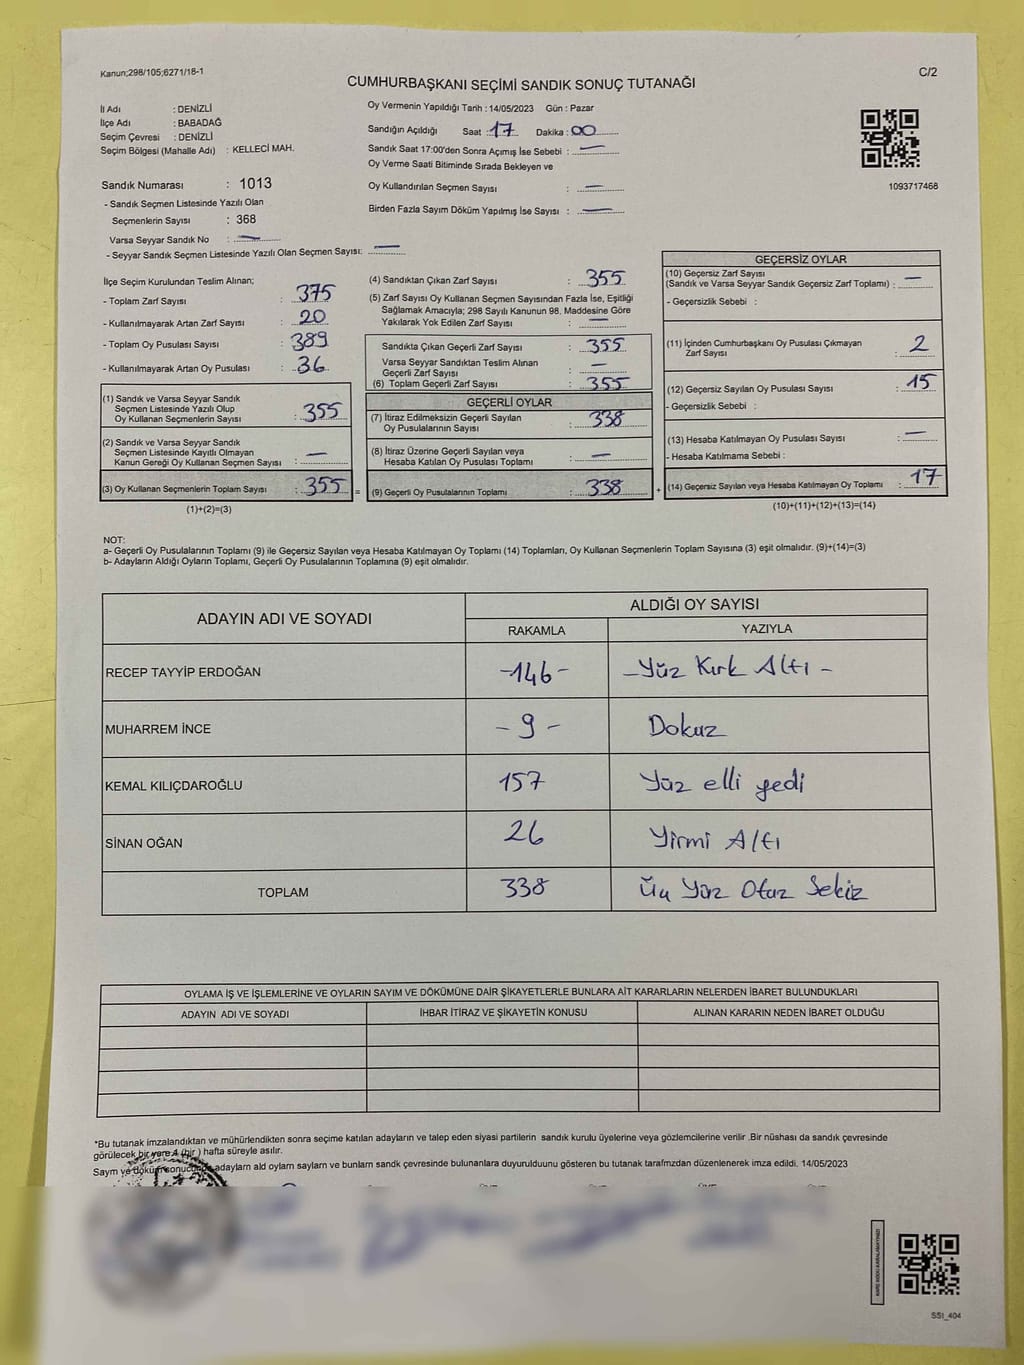 Kanun;298/105;6271/18-1
C/2
CUMHURBAŞKANI SEÇİMİ SANDIK SONUÇ TUTANAĞI
İl Adı : DENİZLİ
İlçe Adı : BABADAĞ
Seçim Çevresi : DENİZLİ
Seçim Bölgesi (Mahalle Adı) : KELLECİ MAH.
Oy Vermenin Yapıldığı Tarih : 14/05/2023 Gün : Pazar
Sandığın Açıldığı Saat : 17 Dakika : 00
Sandık Saat 17:00'den Sonra Açımış İse Sebebi : —
Oy Verme Saati Bitiminde Sırada Bekleyen ve
Oy Kullandırılan Seçmen Sayısı : —
Birden Fazla Sayım Döküm Yapılmış İse Sayısı : —
1093717468
Sandık Numarası : 1013
- Sandık Seçmen Listesinde Yazılı Olan
Seçmenlerin Sayısı : 368
Varsa Seyyar Sandık No : —
- Seyyar Sandık Seçmen Listesinde Yazılı Olan Seçmen Sayısı: —
İlçe Seçim Kurulundan Teslim Alınan;
- Toplam Zarf Sayısı : 375
- Kullanılmayarak Artan Zarf Sayısı : 20
- Toplam Oy Pusulası Sayısı : 389
- Kullanılmayarak Artan Oy Pusulası : 36
(1) Sandık ve Varsa Seyyar Sandık
Seçmen Listesinde Yazılı Olup
Oy Kullanan Seçmenlerin Sayısı : 355
(2) Sandık ve Varsa Seyyar Sandık
Seçmen Listesinde Kayıtlı Olmayan
Kanun Gereği Oy Kullanan Seçmen Sayısı : —
(3) Oy Kullanan Seçmenlerin Toplam Sayısı : 355 =
(1)+(2)=(3)
(4) Sandıktan Çıkan Zarf Sayısı : 355
(5) Zarf Sayısı Oy Kullanan Seçmen Sayısından Fazla İse, Eşitliği
Sağlamak Amacıyla; 298 Sayılı Kanunun 98. Maddesine Göre
Yakılarak Yok Edilen Zarf Sayısı : —
Sandıkta Çıkan Geçerli Zarf Sayısı : 355
Varsa Seyyar Sandıktan Teslim Alınan
Geçerli Zarf Sayısı : —
(6) Toplam Geçerli Zarf Sayısı : 355
GEÇERLİ OYLAR
(7) İtiraz Edilmeksizin Geçerli Sayılan
Oy Pusulalarının Sayısı : 338
(8) İtiraz Üzerine Geçerli Sayılan veya
Hesaba Katılan Oy Pusulası Toplamı : —
(9) Geçerli Oy Pusulalarının Toplamı : 338 +
GEÇERSİZ OYLAR
(10) Geçersiz Zarf Sayısı
(Sandık ve Varsa Seyyar Sandık Geçersiz Zarf Toplamı) : —
- Geçersizlik Sebebi :
(11) İçinden Cumhurbaşkanı Oy Pusulası Çıkmayan
Zarf Sayısı : 2
(12) Geçersiz Sayılan Oy Pusulası Sayısı : 15
- Geçersizlik Sebebi :
(13) Hesaba Katılmayan Oy Pusulası Sayısı : —
- Hesaba Katılmama Sebebi :
(14) Geçersiz Sayılan veya Hesaba Katılmayan Oy Toplamı : 17
(10)+(11)+(12)+(13)=(14)
NOT:
a- Geçerli Oy Pusulalarının Toplamı (9) ile Geçersiz Sayılan veya Hesaba Katılmayan Oy Toplamı (14) Toplamları, Oy Kullanan Seçmenlerin Toplam Sayısına (3) eşit olmalıdır. (9)+(14)=(3)
b- Adayların Aldığı Oyların Toplamı, Geçerli Oy Pusulalarının Toplamına (9) eşit olmalıdır.
ADAYIN ADI VE SOYADI
ALDIĞI OY SAYISI
RAKAMLA YAZIYLA
RECEP TAYYİP ERDOĞAN -146- -Yüz Kırk Altı -
MUHARREM İNCE - 9 - Dokuz
KEMAL KILIÇDAROĞLU 157 Yüz elli yedi
SİNAN OĞAN 26 Yirmi Altı
TOPLAM 338 Üç Yüz Otuz Sekiz
OYLAMA İŞ VE İŞLEMLERİNE VE OYLARIN SAYIM VE DÖKÜMÜNE DAİR ŞİKAYETLERLE BUNLARA AİT KARARLARIN NELERDEN İBARET BULUNDUKLARI
ADAYIN ADI VE SOYADI İHBAR İTİRAZ VE ŞİKAYETİN KONUSU ALINAN KARARIN NEDEN İBARET OLDUĞU
*Bu tutanak imzalandıktan ve mühürlendikten sonra seçime katılan adayların ve talep eden siyasi partilerin sandık kurulu üyelerine veya gözlemcilerine verilir .Bir nüshası da sandık çevresinde
görülecek bir yere 1 (bir ) hafta süreyle asılır.
Sayım ve döküm sonucunda adayların ald oyların sayların ve bunların sandk çevresinde bulunanlara duyurulduunu gösteren bu tutanak tarafmzdan düzenlenerek imza edildi. 14/05/2023
SSI_404